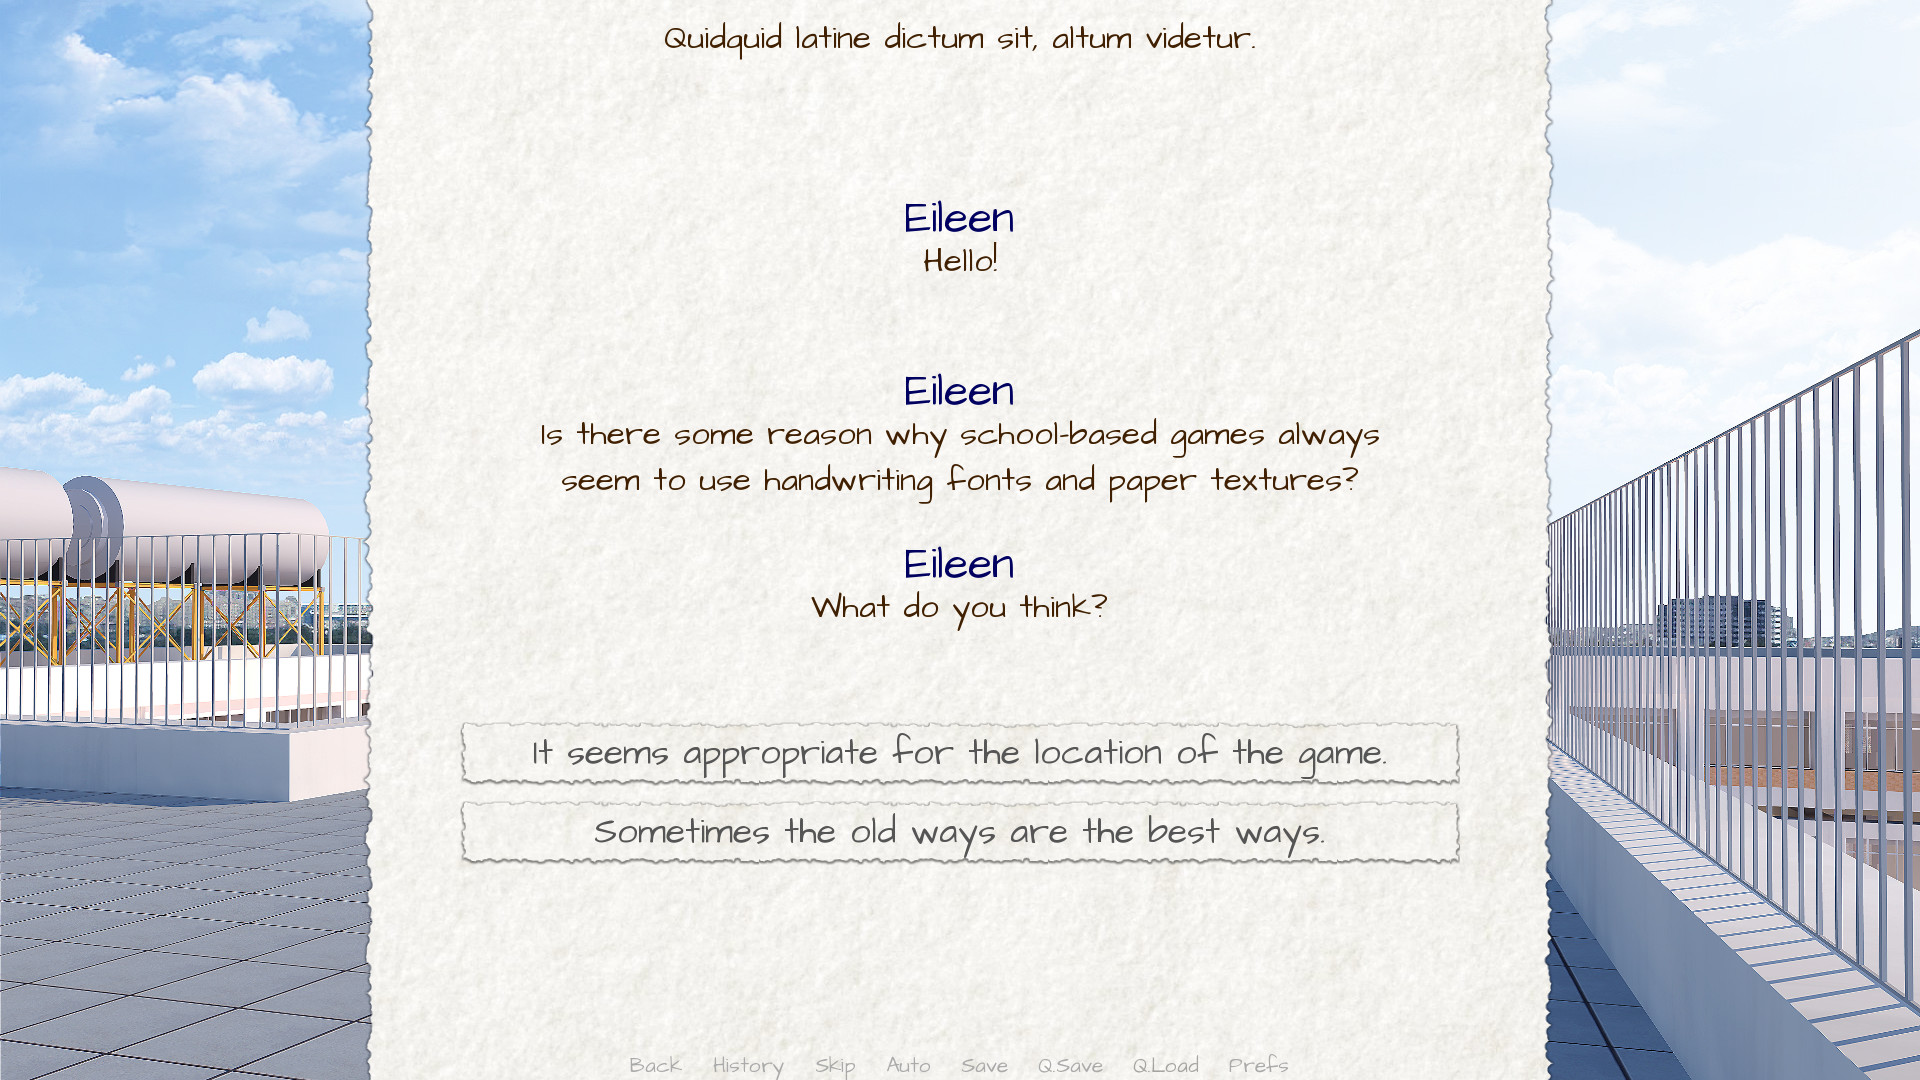 Quidquid latine dictum sit, altum videtur.
Eileen
Hello!
Eileen
Is there some reason why school-based games always
seem to use handwriting fonts and paper textures?
Eileen
What do you think?
It seems appropriate for the location of the game.
Sometimes the old ways are the best ways.
Back History Skip Auto Save Q.Save Q.Load Prefs